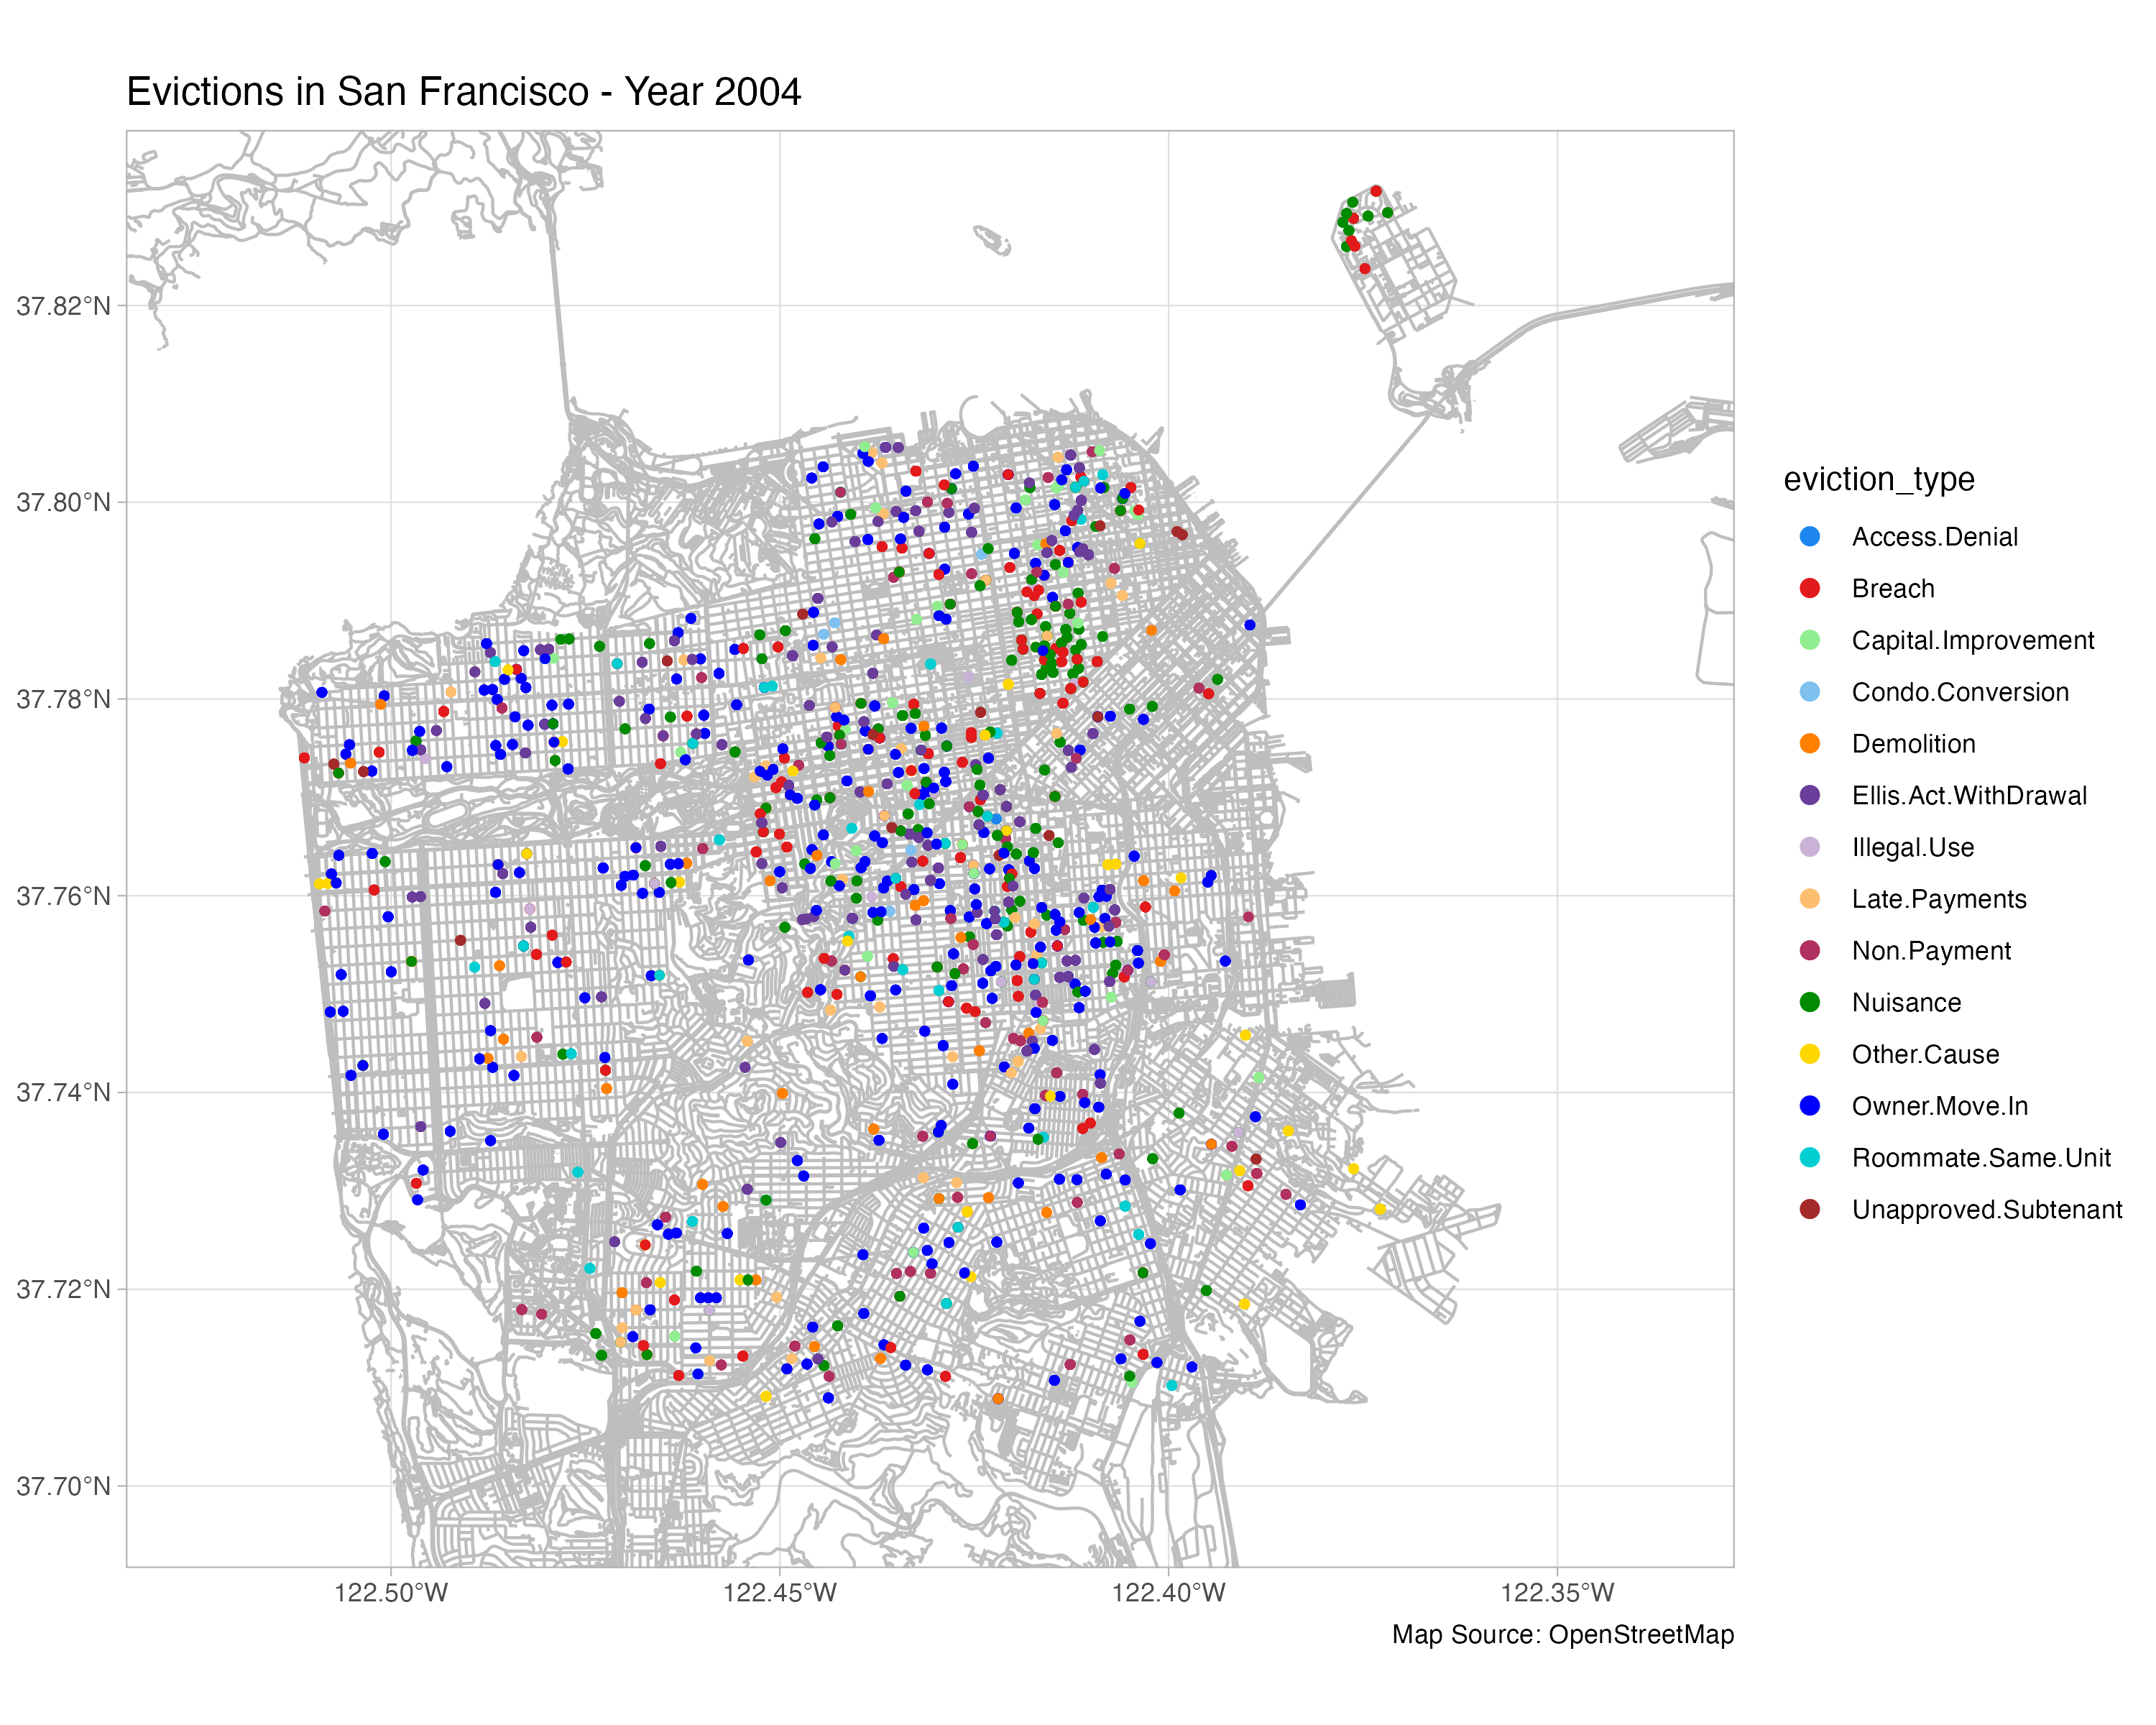 Evictions in San Francisco - Year 2004
37.82°N
37.80°N
37.78°N
37.76°N
37.74°N
37.72°N
37.70°N
122.50°W
122.45°W
122.40°W
122.35°W
Map Source: OpenStreetMap
eviction_type
Access.Denial
Breach
Capital.Improvement
Condo.Conversion
Demolition
Ellis.Act.WithDrawal
Illegal.Use
Late.Payments
Non.Payment
Nuisance
Other.Cause
Owner.Move.In
Roommate.Same.Unit
Unapproved.Subtenant